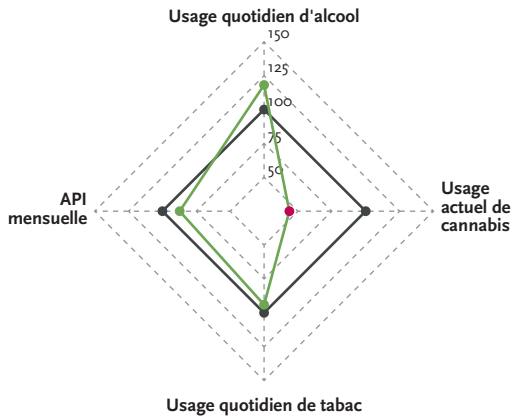 Usage quotidien d'alcool
150
125
100
75
50
API
mensuelle
Usage
actuel de
cannabis
Usage quotidien de tabac